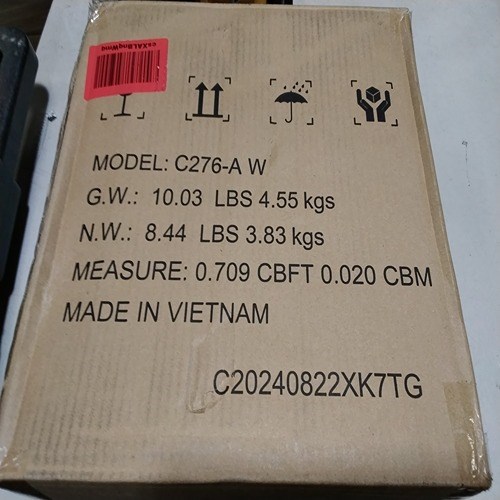 MODEL: C276-A W
G.W.: 10.03 LBS 4.55 kgs
N.W.: 8.44 LBS 3.83 kgs
MEASURE: 0.709 CBFT 0.020 CBM
MADE IN VIETNAM
C20240822XK7TG